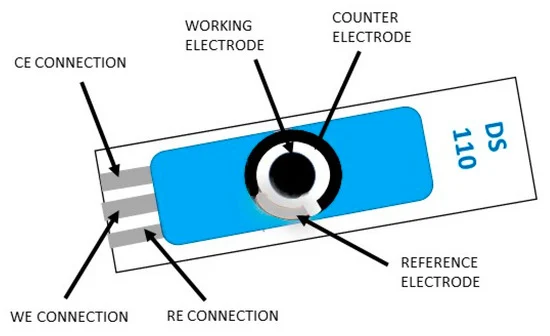 WORKING
ELECTRODE
COUNTER
ELECTRODE
CE CONNECTION
DS
110
REFERENCE
ELECTRODE
WE CONNECTION
RE CONNECTION